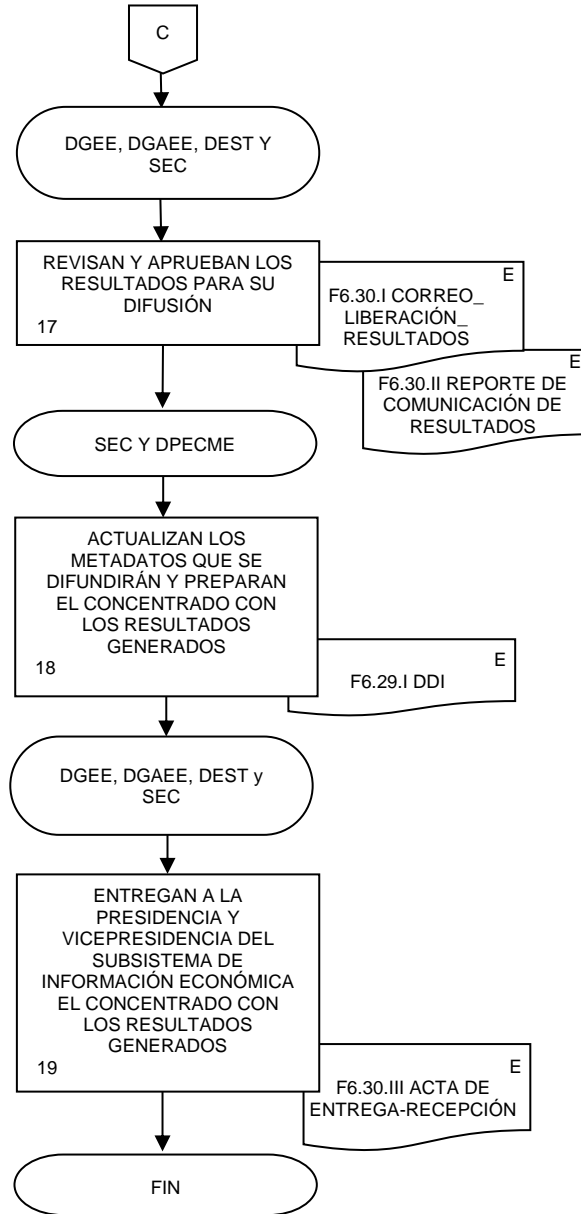 C
DGEE, DGAEE, DEST Y
SEC
REVISAN Y APRUEBAN LOS
RESULTADOS PARA SU
DIFUSIÓN
17
E
F6.30.I CORREO_
LIBERACIÓN_
RESULTADOS
E
F6.30.II REPORTE DE
COMUNICACIÓN DE
RESULTADOS
SEC Y DPECME
ACTUALIZAN LOS
METADATOS QUE SE
DIFUNDIRÁN Y PREPARAN
EL CONCENTRADO CON
LOS RESULTADOS
GENERADOS
18
E
F6.29.I DDI
DGEE, DGAEE, DEST y
SEC
ENTREGAN A LA
PRESIDENCIA Y
VICEPRESIDENCIA DEL
SUBSISTEMA DE
INFORMACIÓN ECONÓMICA
EL CONCENTRADO CON
LOS RESULTADOS
GENERADOS
19
E
F6.30.III ACTA DE
ENTREGA-RECEPCIÓN
FIN